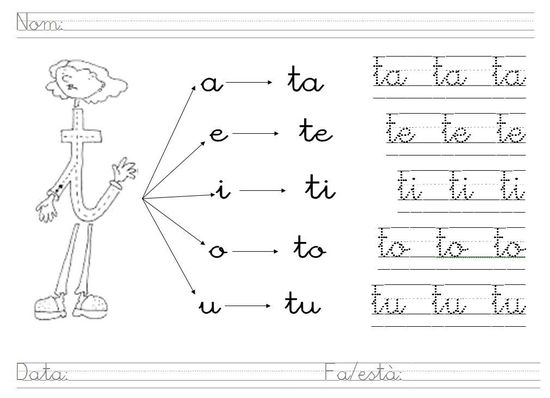 Nom:
t
a ta ta ta ta
e te te te te
i ti ti ti ti
o to to to to
u tu tu tu tu
Data: Fa/està: